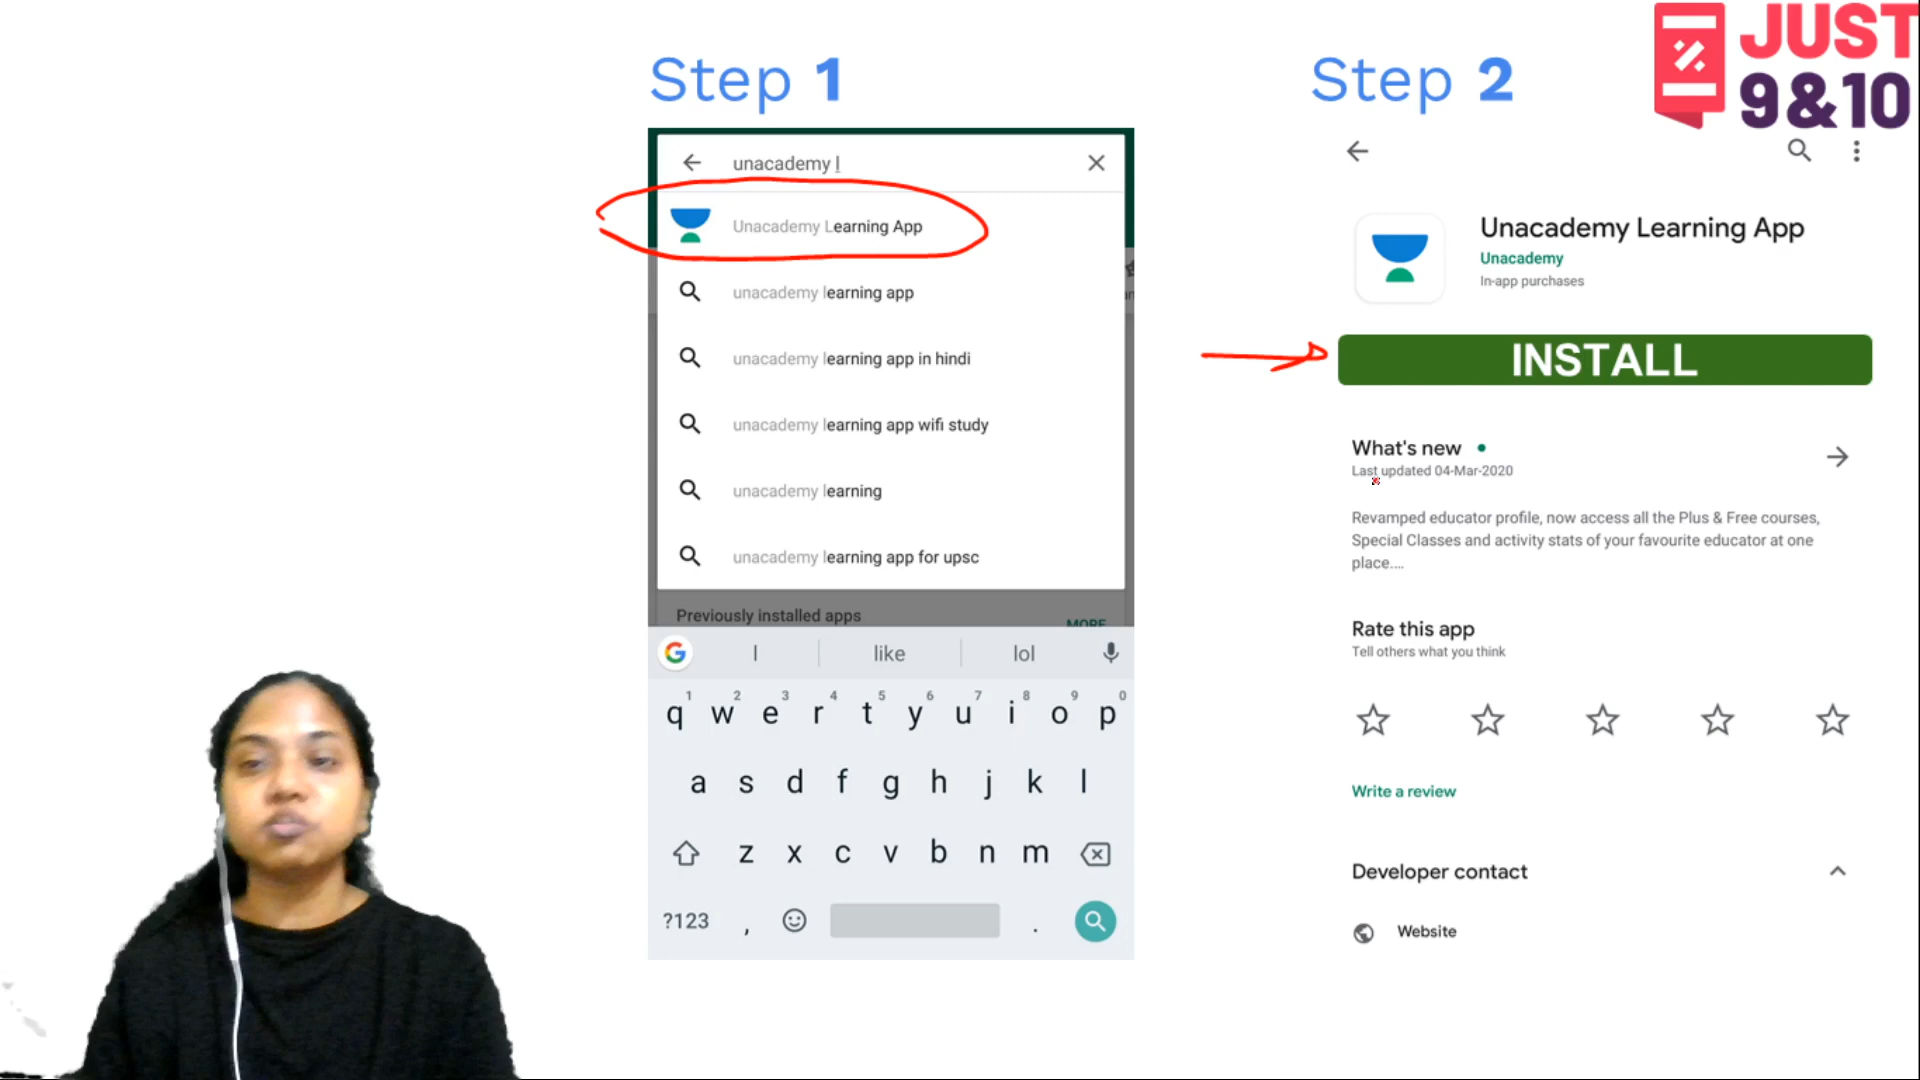 Step 1
unacademy l
Unacademy Learning App
unacademy learning app
unacademy learning app in hindi
unacademy learning app wifi study
unacademy learning
unacademy learning app for upsc
Previously installed apps
MORE
l like lol
1 2 3 4 5 6 7 8 9 0
q w e r t y u i o p
a s d f g h j k l
z x c v b n m
?123 , .
Step 2
JUST
9&10
Unacademy Learning App
Unacademy
In-app purchases
INSTALL
What's new
Last updated 04-Mar-2020
Revamped educator profile, now access all the Plus & Free courses,
Special Classes and activity stats of your favourite educator at one
place....
Rate this app
Tell others what you think
Write a review
Developer contact
Website